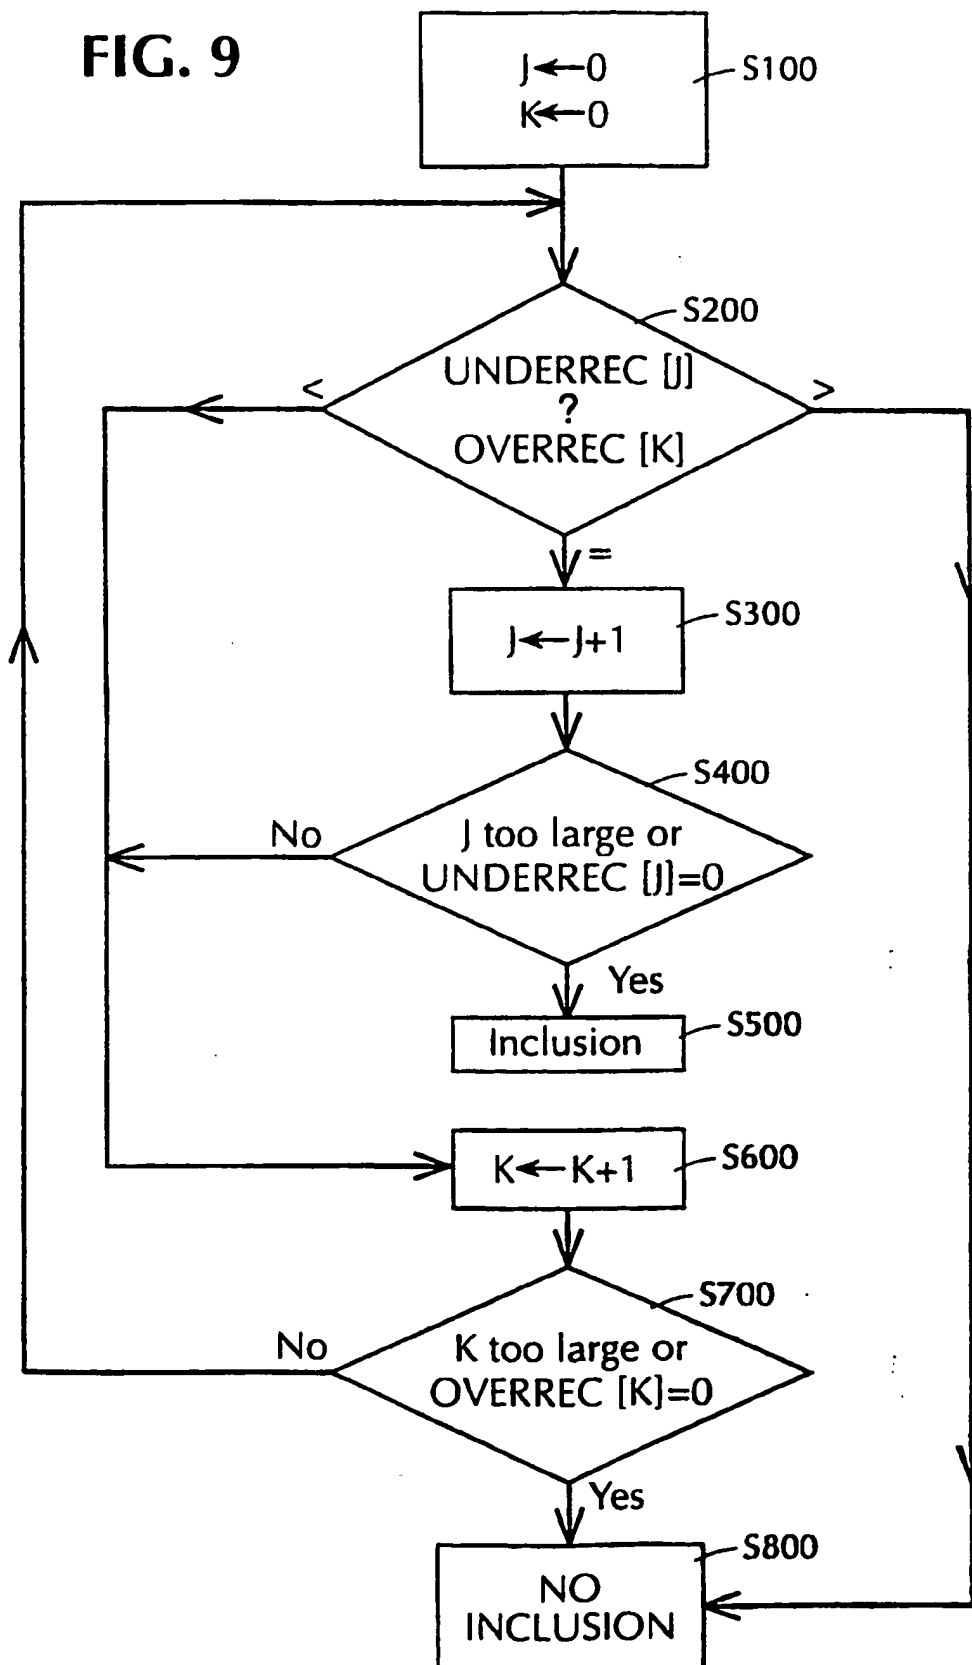 FIG. 9
J←0
K←0
S100
S200
UNDERREC [J]
?
OVERREC [K]
<
>
=
S300
J←J+1
S400
J too large or
UNDERREC [J]=0
No
Yes
S500
Inclusion
S600
K←K+1
S700
K too large or
OVERREC [K]=0
No
Yes
S800
NO
INCLUSION